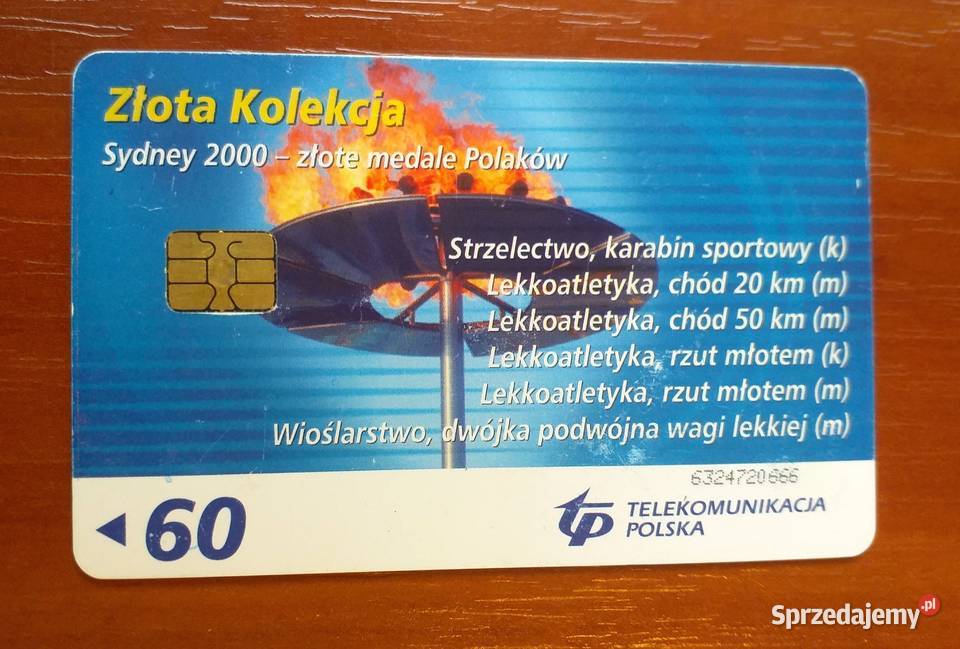 Złota Kolekcja
Sydney 2000 – złote medale Polaków
Strzelectwo, karabin sportowy (k)
Lekkoatletyka, chód 20 km (m)
Lekkoatletyka, chód 50 km (m)
Lekkoatletyka, rzut młotem (k)
Lekkoatletyka, rzut młotem (m)
Wioślarstwo, dwójka podwójna wagi lekkiej (m)
6324720666
60
tp TELEKOMUNIKACJA
POLSKA
Sprzedajemy.pl